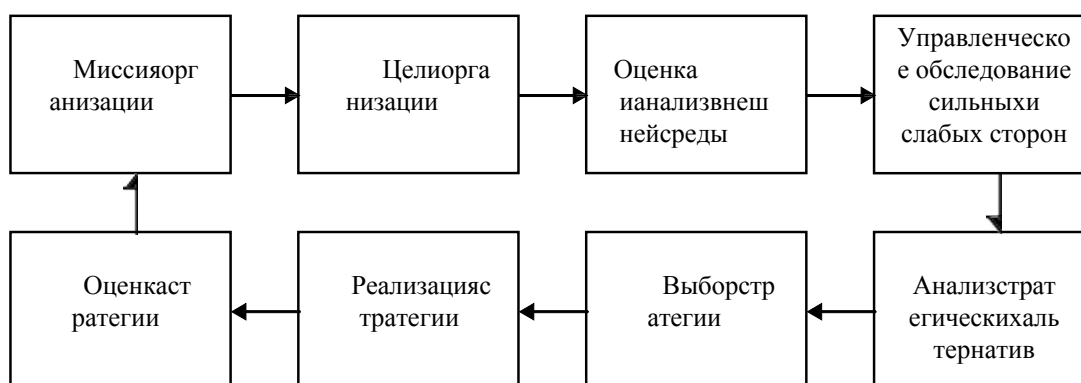 Миссияорг
анизации
Целиорга
низации
Оценка
ианализвнеш
нейсреды
Управленческо
е обследование
сильныхи
слабых сторон
Оценкаст
ратегии
Реализацияс
тратегии
Выборстр
атегии
Анализстрат
егическихаль
тернатив